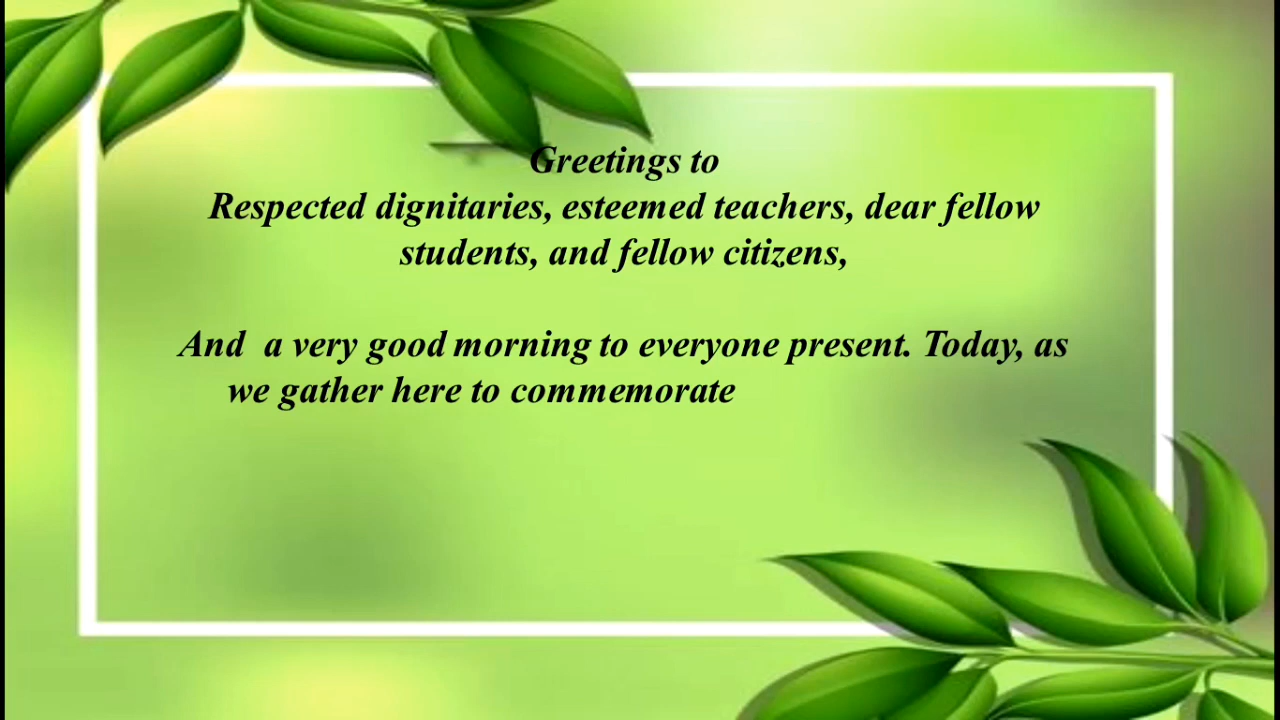 Greetings to
Respected dignitaries, esteemed teachers, dear fellow
students, and fellow citizens,
And a very good morning to everyone present. Today, as
we gather here to commemorate